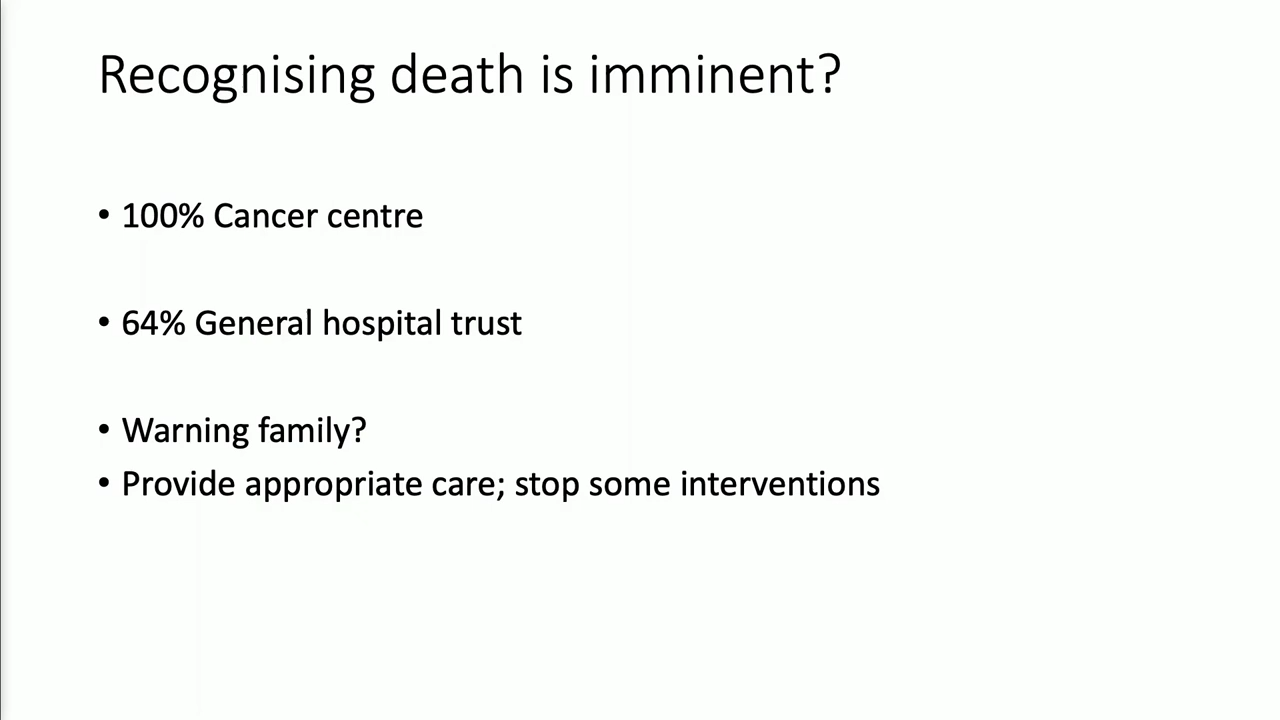 Recognising death is imminent?
• 100% Cancer centre
• 64% General hospital trust
• Warning family?
• Provide appropriate care; stop some interventions